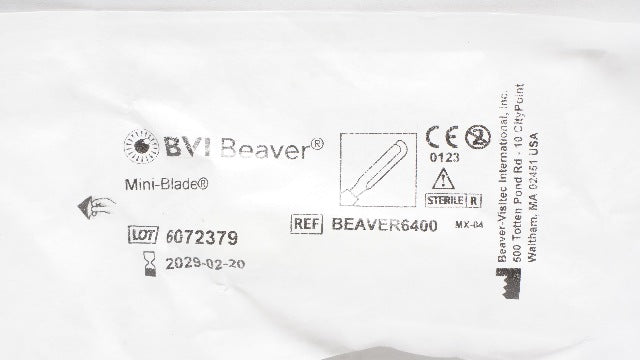 BVI Beaver®
Mini-Blade®
LOT 6072379
2029-02-20
REF BEAVER6400
MX-04
CE
0123
2
STERILE R
Beaver-Visitec International, Inc.
500 Totten Pond Rd - 10 CityPoint
Waltham, MA 02451 USA